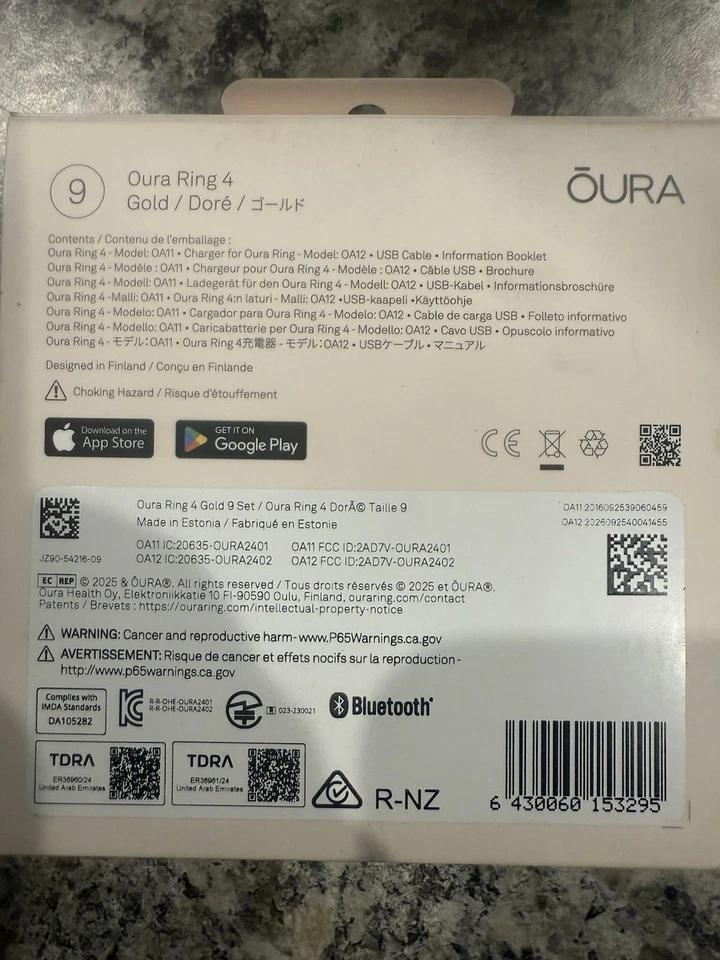 9
Oura Ring 4
Gold / Doré / ゴールド
ŌURA
Contents / Contenu de l'emballage :
Oura Ring 4 - Model: OA11 • Charger for Oura Ring - Model: OA12 • USB Cable • Information Booklet
Oura Ring 4 - Modèle : OA11 • Chargeur pour Oura Ring 4 - Modèle : OA12 • Câble USB • Brochure
Oura Ring 4 - Modell: OA11 • Ladegerät für den Oura Ring 4 - Modell: OA12 • USB-Kabel • Informationsbroschüre
Oura Ring 4 -Malli: OA11 • Oura Ring 4:n laturi - Malli: OA12 •USB-kaapeli •Käyttöohje
Oura Ring 4 - Modelo: OA11 • Cargador para Oura Ring 4 - Modelo: OA12 • Cable de carga USB • Folleto informativo
Oura Ring 4 - Modello: OA11 • Caricabatterie per Oura Ring 4 - Modello: OA12 • Cavo USB • Opuscolo informativo
Oura Ring 4 - モデル：OA11 • Oura Ring 4充電器 - モデル：OA12 • USBケーブル • マニュアル
Designed in Finland / Conçu en Finlande
Choking Hazard / Risque d'étouffement
Download on the
App Store
GET IT ON
Google Play
CE
Oura Ring 4 Gold 9 Set / Oura Ring 4 DorÃ© Taille 9
Made in Estonia / Fabriqué en Estonie
OA11 2016092539060459
OA12 2026092540041455
OA11 IC:20635-OURA2401 OA11 FCC ID:2AD7V-OURA2401
OA12 IC:20635-OURA2402 OA12 FCC ID:2AD7V-OURA2402
JZ90-54216-09
EC REP © 2025 & ŌURA®. All rights reserved / Tous droits réservés © 2025 et ŌURA®.
Oura Health Oy, Elektroniikkatie 10 FI-90590 Oulu, Finland, ouraring.com/contact
Patents / Brevets : https://ouraring.com/intellectual-property-notice
WARNING: Cancer and reproductive harm-www.P65Warnings.ca.gov
AVERTISSEMENT: Risque de cancer et effets nocifs sur la reproduction-
http://www.p65warnings.ca.gov
Complies with
IMDA Standards
DA105282
R-R-OHE-OURA2401
R-R-OHE-OURA2402
R 023-230021
Bluetooth®
TDRA
ER36960/24
United Arab Emirates
TDRA
ER36961/24
United Arab Emirates
R-NZ
6 430060 153295